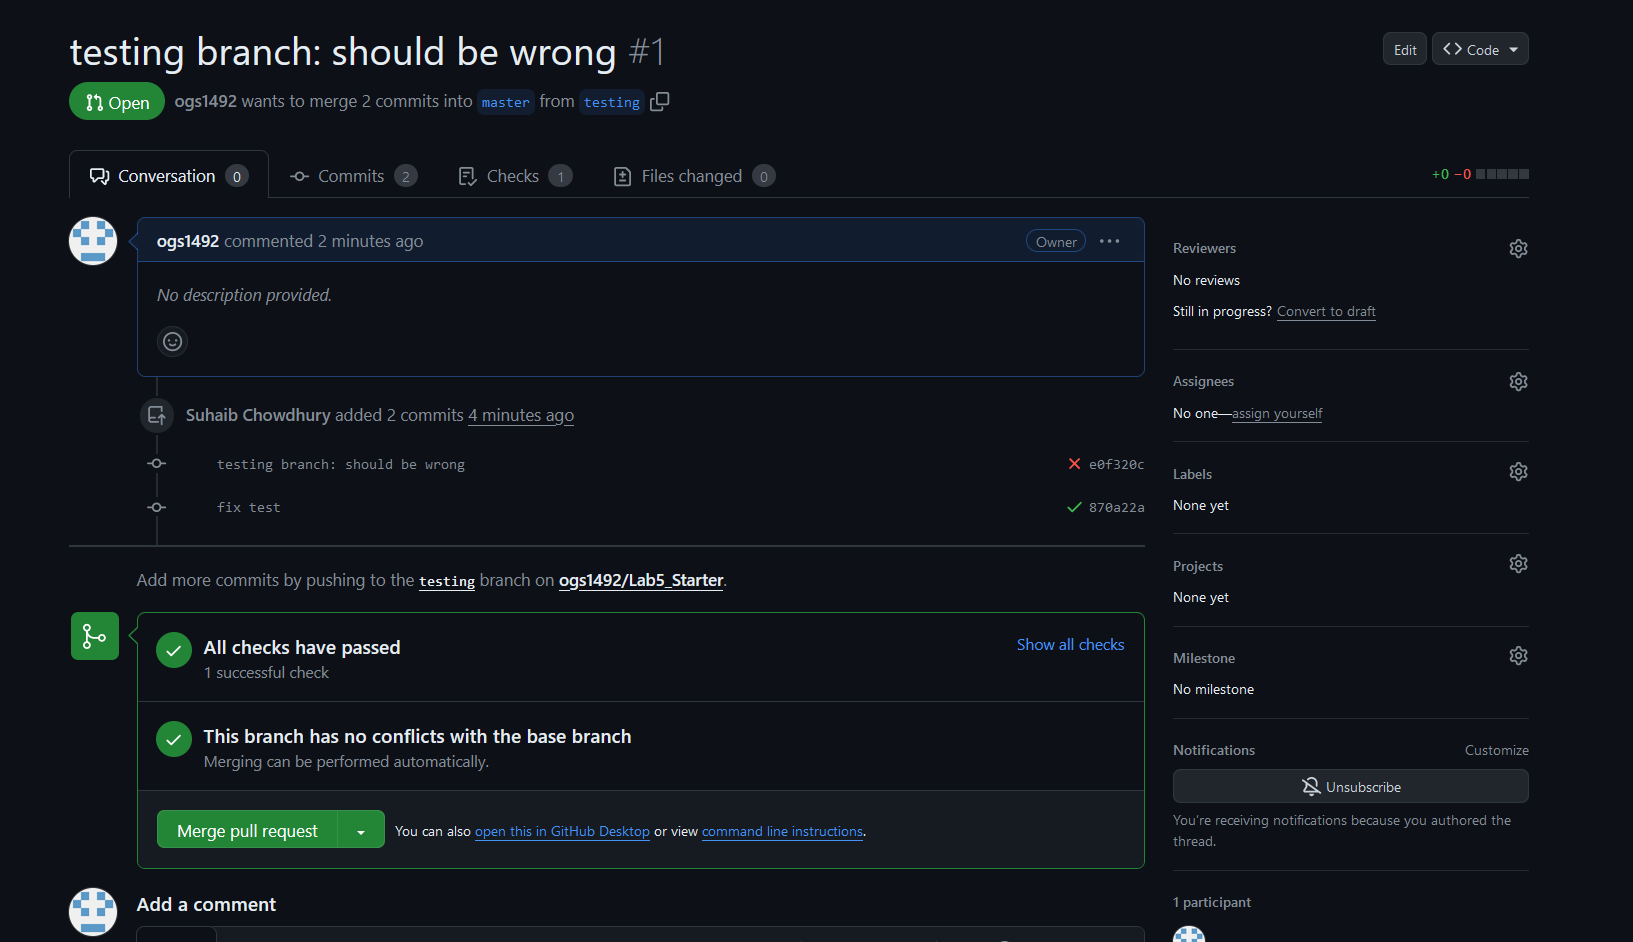 testing branch: should be wrong #1
Edit
Code
Open
ogs1492 wants to merge 2 commits into master from testing
Conversation 0
Commits 2
Checks 1
Files changed 0
+0 −0
ogs1492 commented 2 minutes ago
Owner
No description provided.
Suhaib Chowdhury added 2 commits 4 minutes ago
testing branch: should be wrong
e0f320c
fix test
870a22a
Add more commits by pushing to the testing branch on ogs1492/Lab5_Starter.
All checks have passed
Show all checks
1 successful check
This branch has no conflicts with the base branch
Merging can be performed automatically.
Merge pull request
You can also open this in GitHub Desktop or view command line instructions.
Add a comment
Reviewers
No reviews
Still in progress? Convert to draft
Assignees
No one—assign yourself
Labels
None yet
Projects
None yet
Milestone
No milestone
Notifications
Customize
Unsubscribe
You're receiving notifications because you authored the
thread.
1 participant